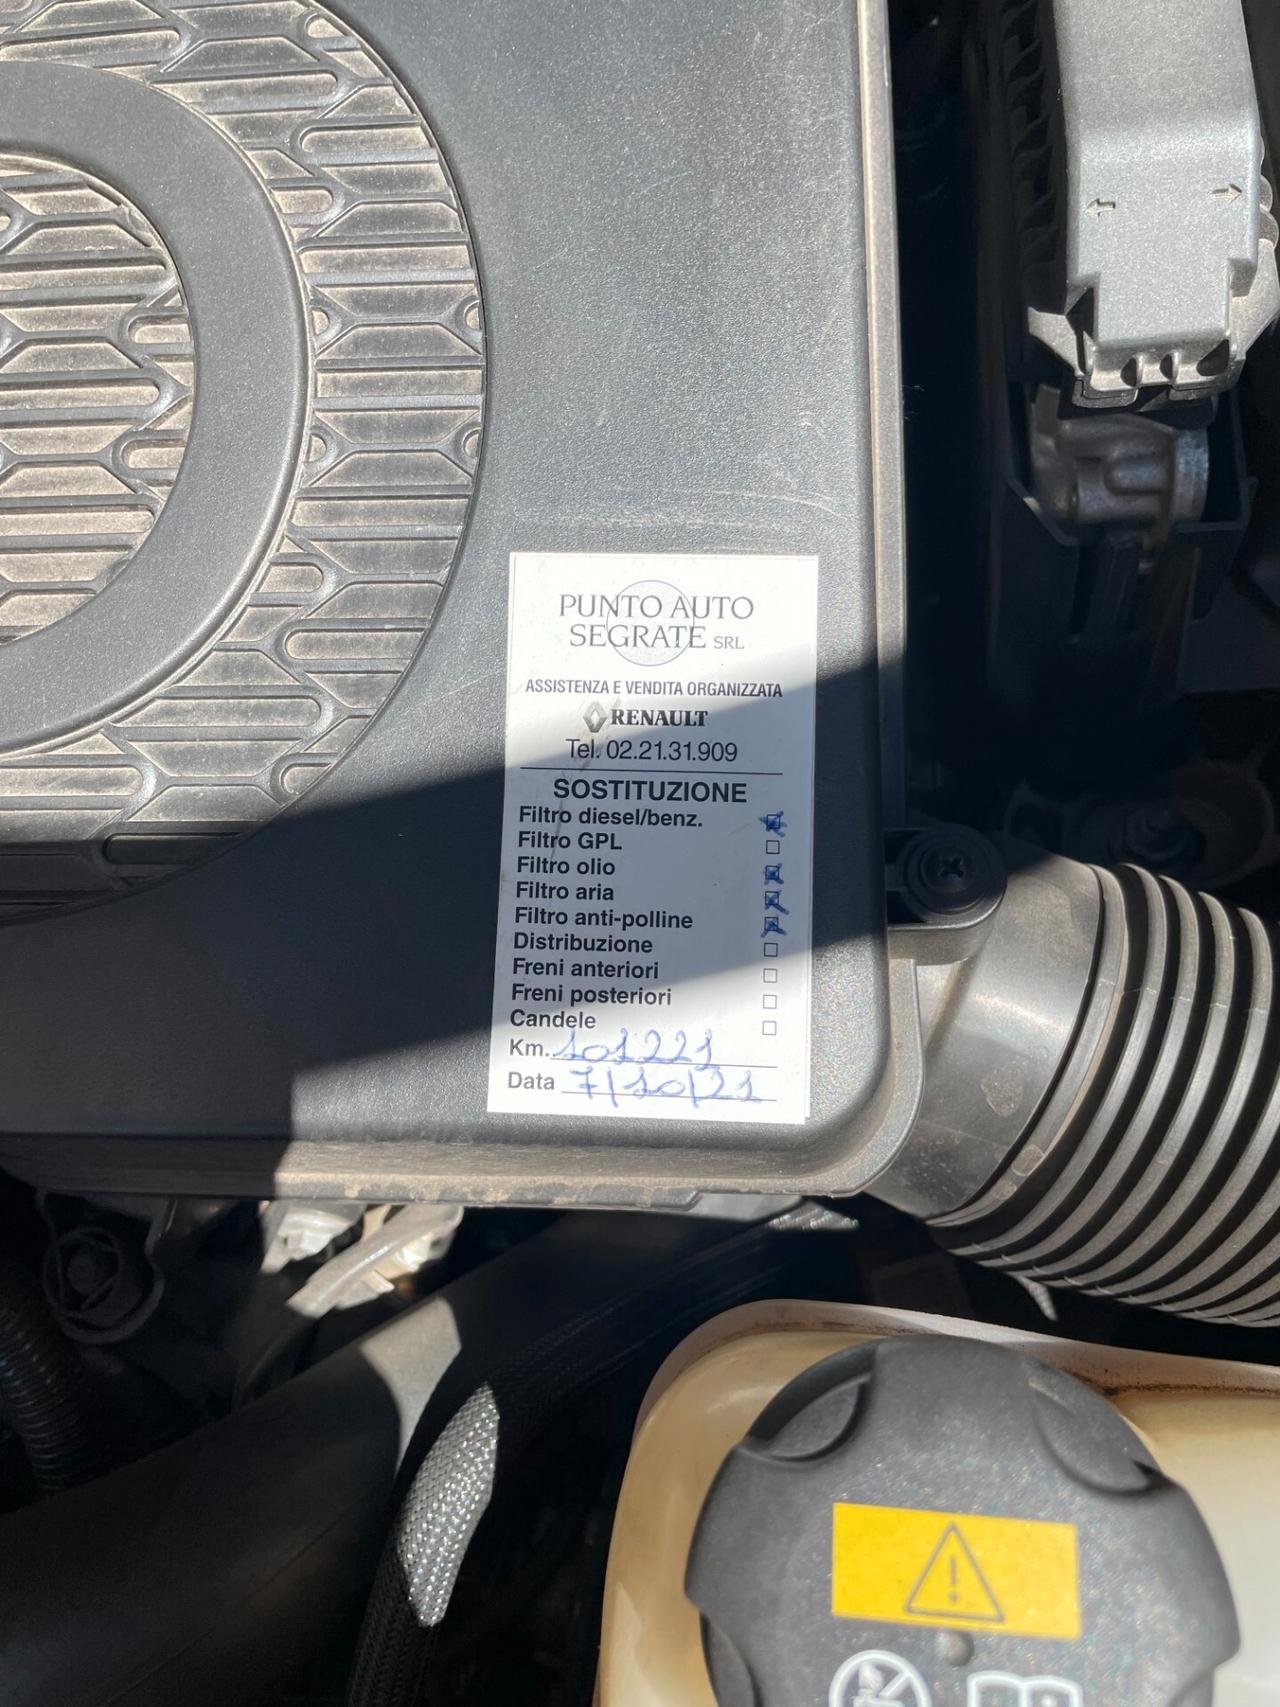 PUNTO AUTO
SEGRATE SRL
ASSISTENZA E VENDITA ORGANIZZATA
RENAULT
Tel. 02.21.31.909
SOSTITUZIONE
Filtro diesel/benz.
Filtro GPL
Filtro olio
Filtro aria
Filtro anti-polline
Distribuzione
Freni anteriori
Freni posteriori
Candele
Km. 101221
Data 7/10/21